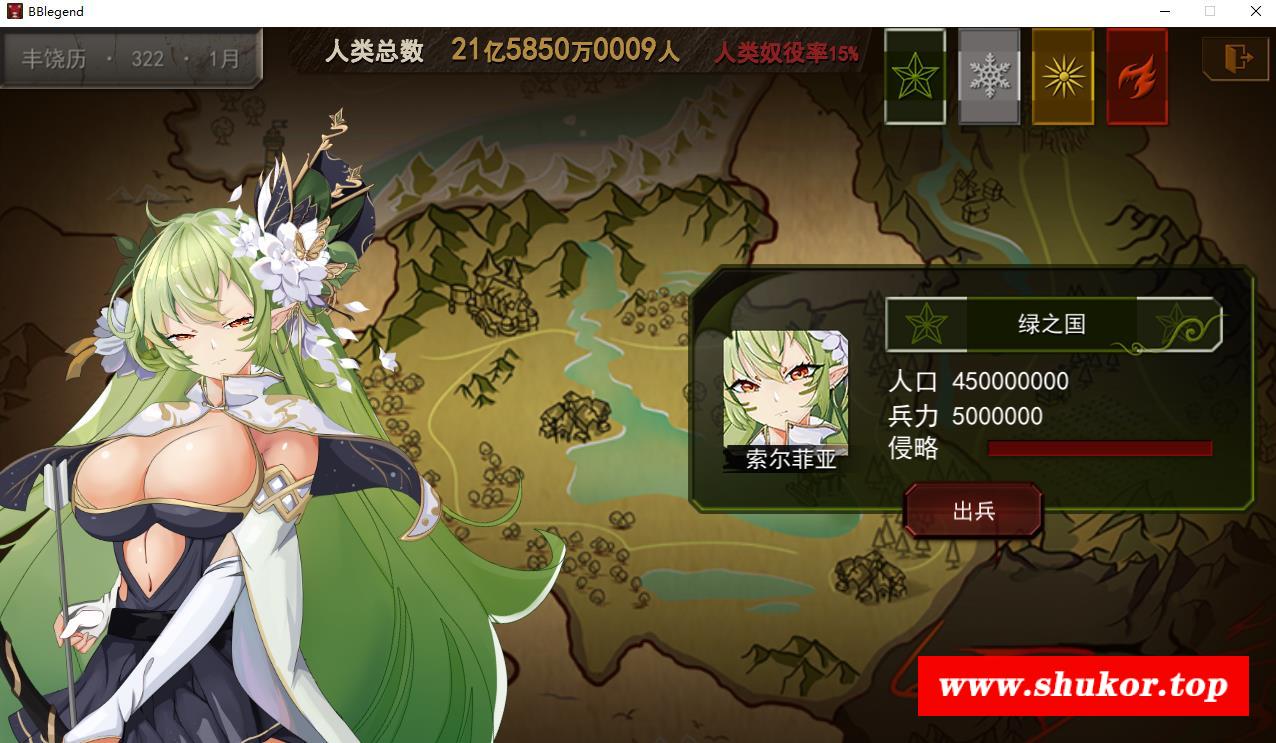 BBlegend
丰饶历 · 322 · 1月
人类总数 21亿5850万0009人 人类奴役率15%
绿之国
人口 450000000
兵力 5000000
侵略
索尔菲亚
出兵
www.shukor.top